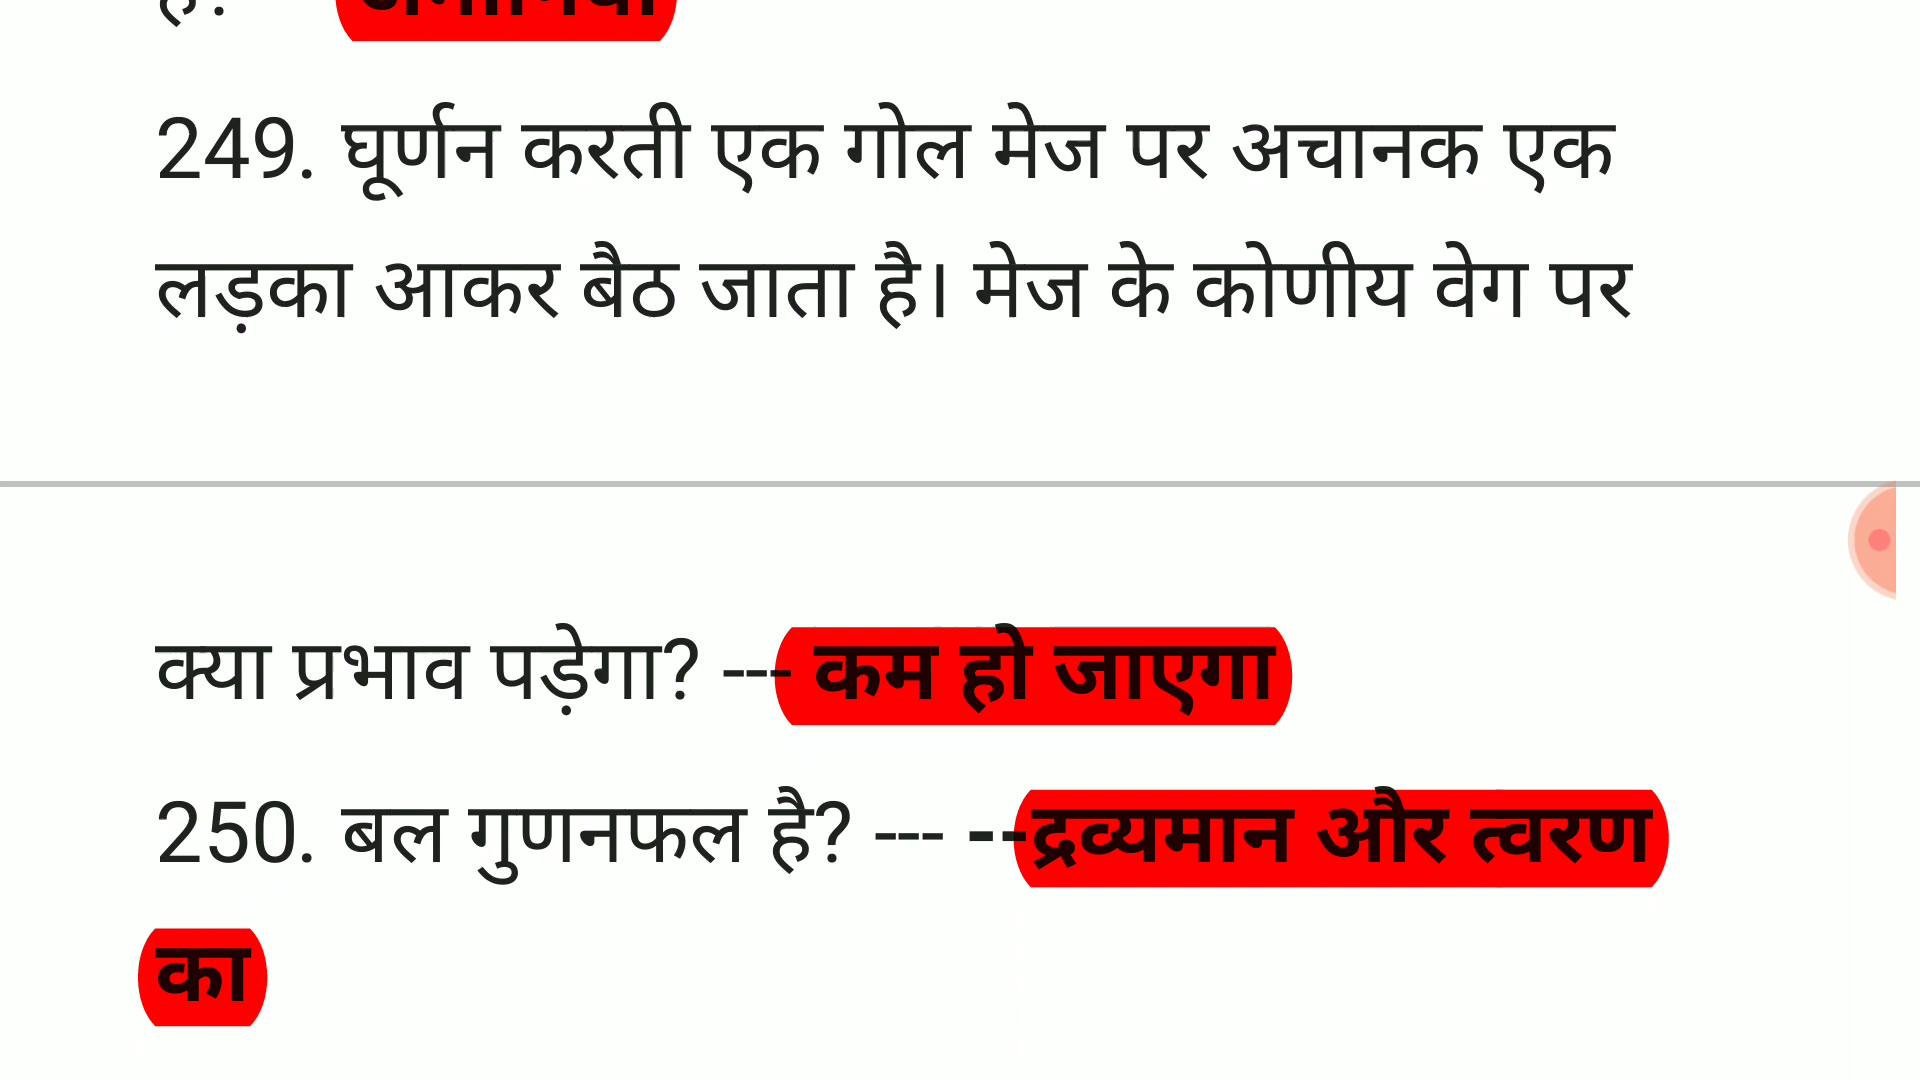 है?
249. घूर्णन करती एक गोल मेज पर अचानक एक
लड़का आकर बैठ जाता है। मेज के कोणीय वेग पर
क्या प्रभाव पड़ेगा? --- कम हो जाएगा
250. बल गुणनफल है? --- --द्रव्यमान और त्वरण
का